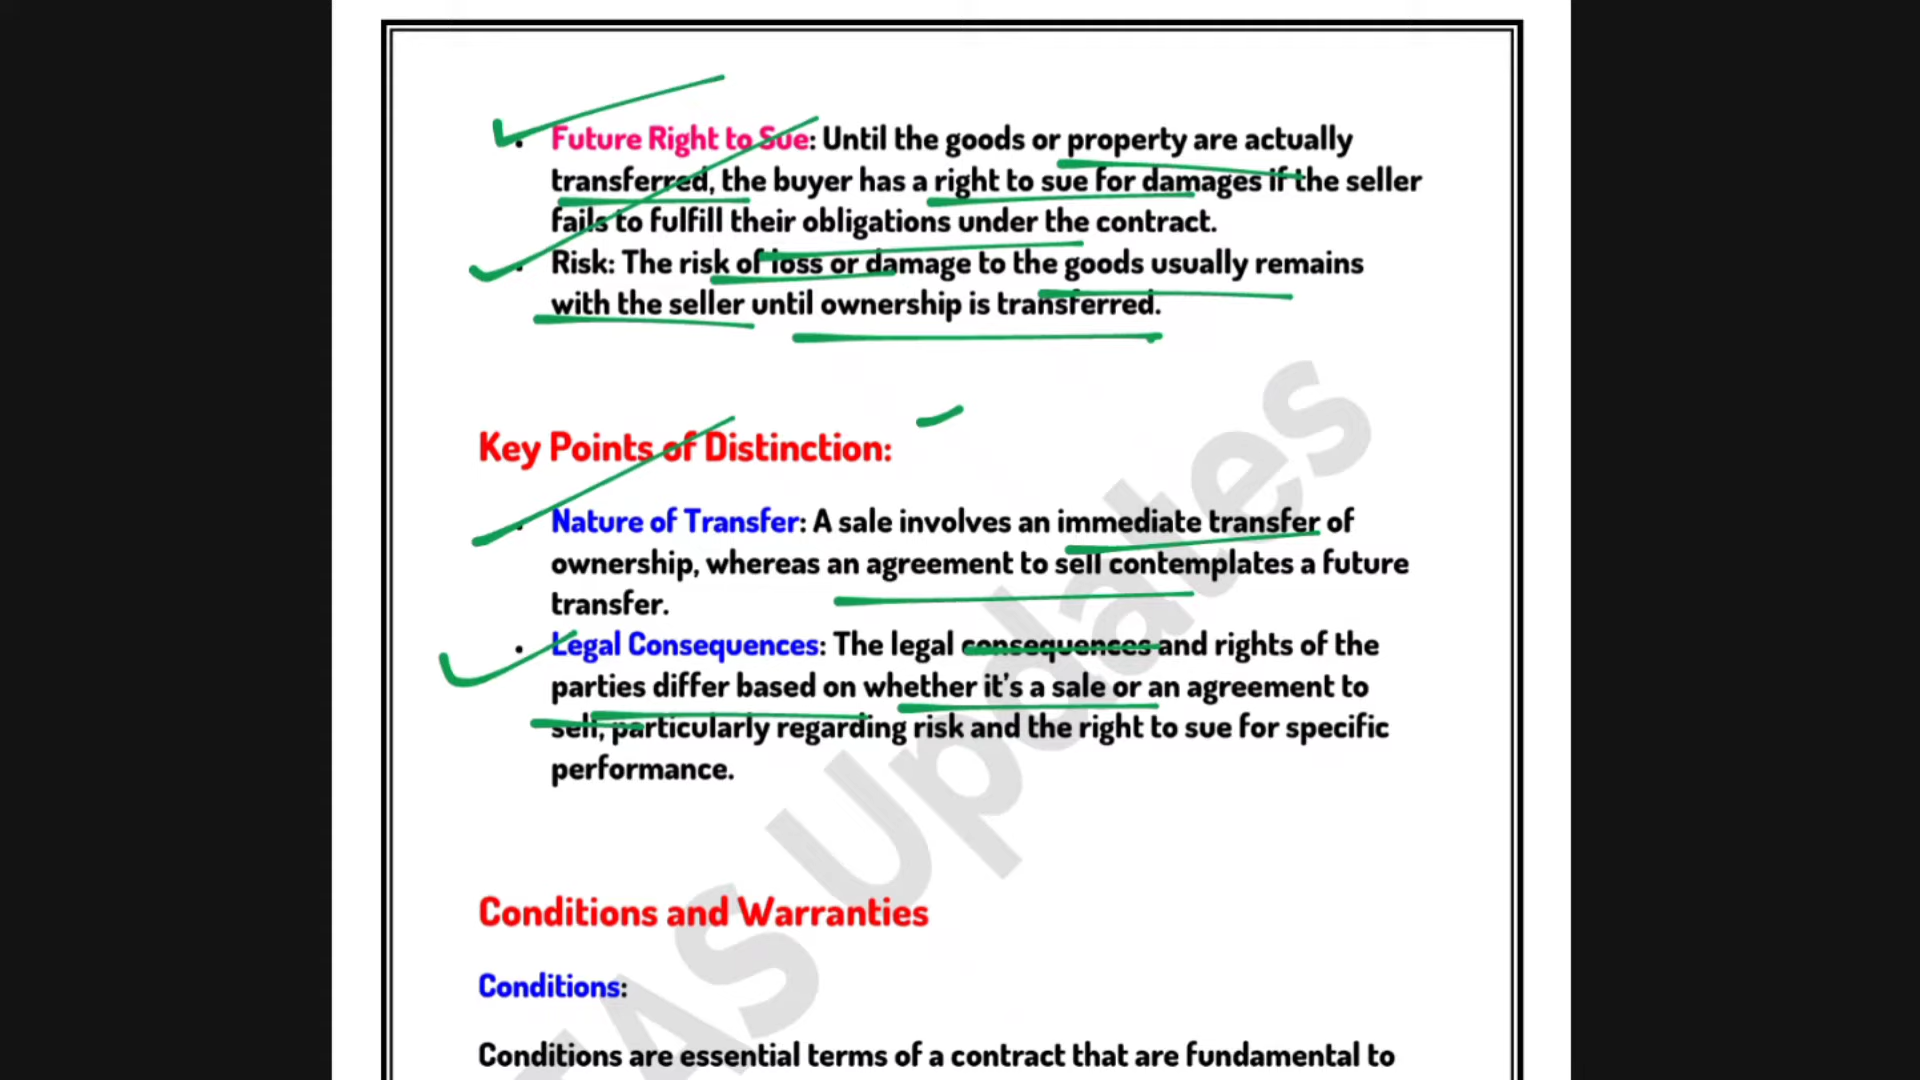 • Future Right to Sue: Until the goods or property are actually
transferred, the buyer has a right to sue for damages if the seller
fails to fulfill their obligations under the contract.
• Risk: The risk of loss or damage to the goods usually remains
with the seller until ownership is transferred.
Key Points of Distinction:
• Nature of Transfer: A sale involves an immediate transfer of
ownership, whereas an agreement to sell contemplates a future
transfer.
• Legal Consequences: The legal consequences and rights of the
parties differ based on whether it's a sale or an agreement to
sell, particularly regarding risk and the right to sue for specific
performance.
Conditions and Warranties
Conditions:
Conditions are essential terms of a contract that are fundamental to
IAS Updates